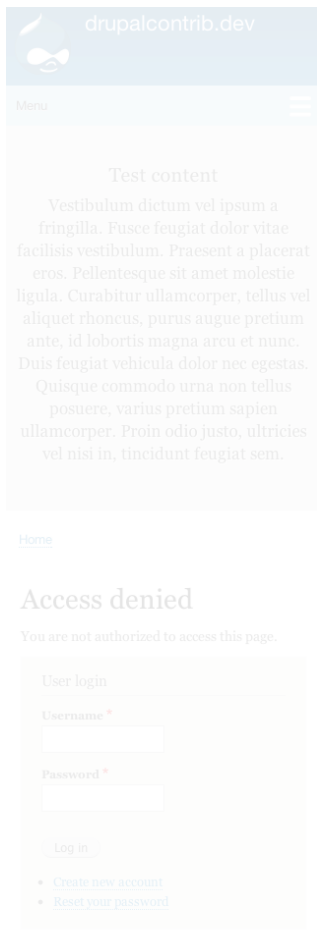 drupalcontrib.dev
Menu
Test content
Vestibulum dictum vel ipsum a
fringilla. Fusce feugiat dolor vitae
facilisis vestibulum. Praesent a placerat
eros. Pellentesque sit amet molestie
ligula. Curabitur ullamcorper, tellus vel
aliquet rhoncus, purus augue pretium
ante, id lobortis magna arcu et nunc.
Duis feugiat vehicula dolor nec egestas.
Quisque commodo urna non tellus
posuere, varius pretium sapien
ullamcorper. Proin odio justo, ultricies
vel nisi in, tincidunt feugiat sem.
Home
Access denied
You are not authorized to access this page.
User login
Username *
Password *
Log in
Create new account
Reset your password